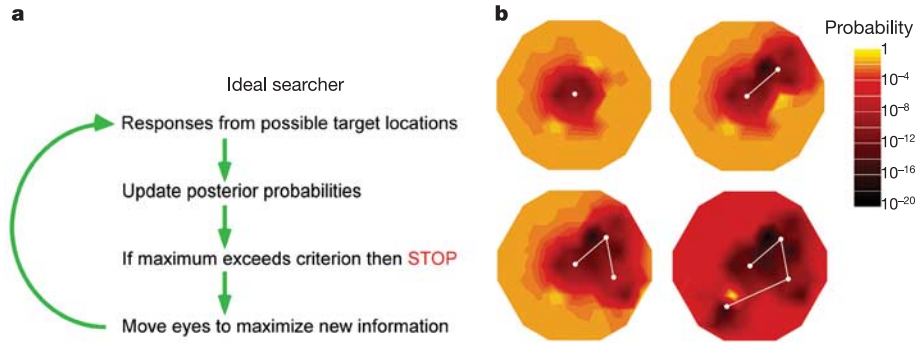 a
Ideal searcher
Responses from possible target locations
Update posterior probabilities
If maximum exceeds criterion then STOP
Move eyes to maximize new information
b
Probability
1
10⁻⁴
10⁻⁸
10⁻¹²
10⁻¹⁶
10⁻²⁰